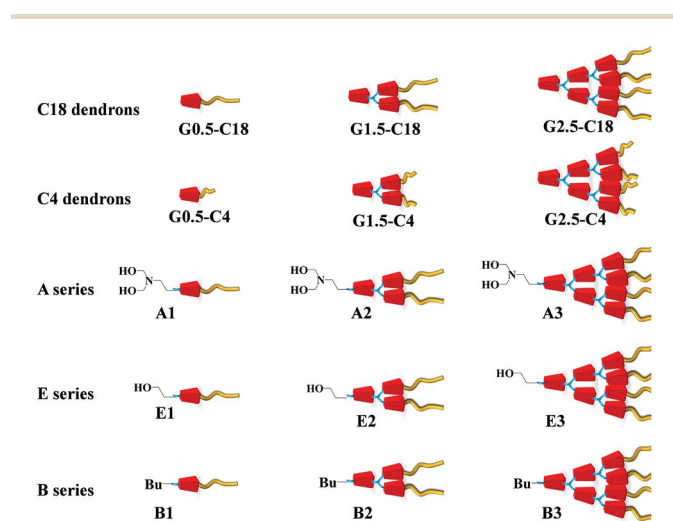 C18 dendrons
G0.5-C18 G1.5-C18 G2.5-C18
C4 dendrons
G0.5-C4 G1.5-C4 G2.5-C4
HO HO HO
N N N
A series
HO HO HO
A1 A2 A3
HO HO HO
E series
E1 E2 E3
B series Bu Bu Bu
B1 B2 B3